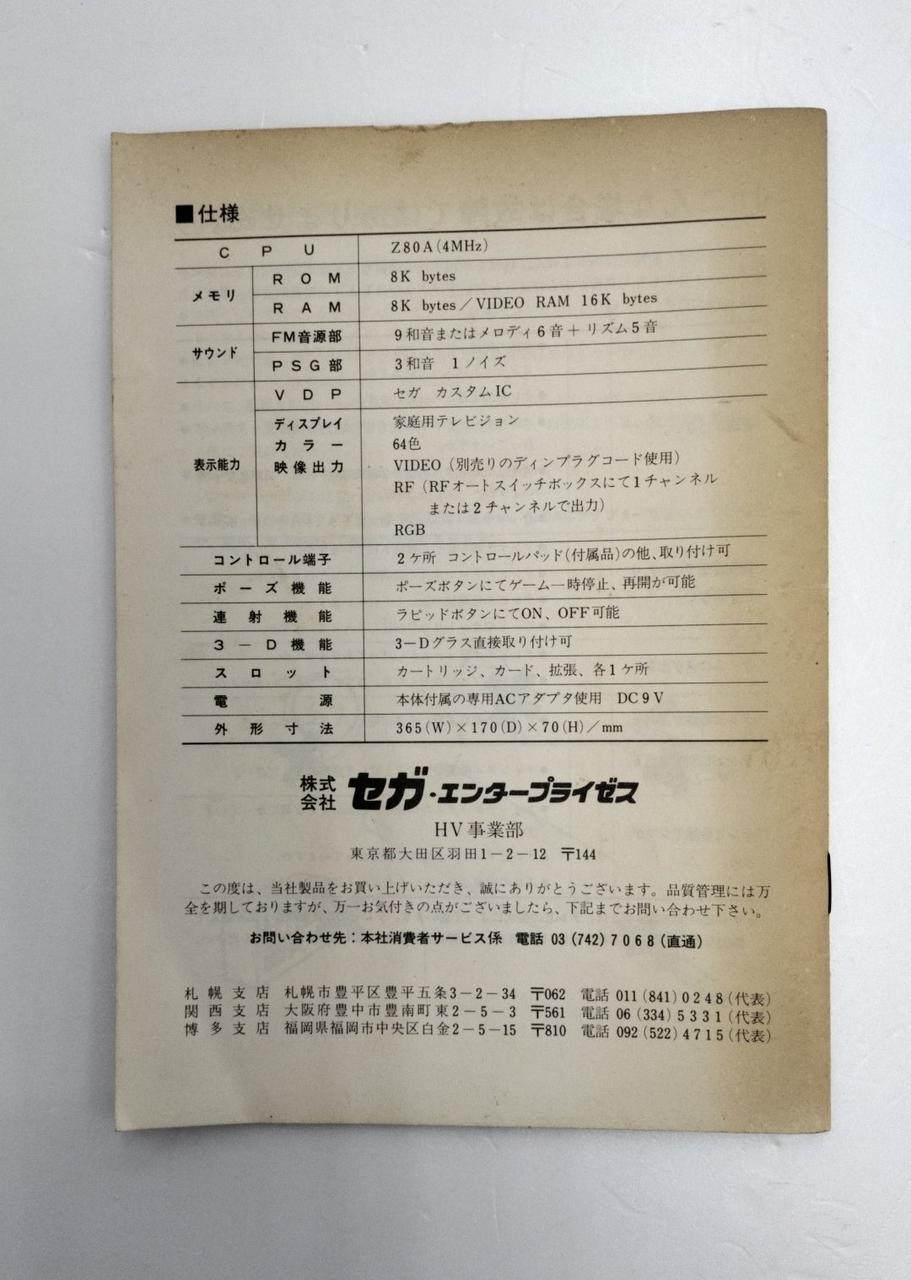 ■仕様
CPU Z80A(4MHz)
メモリ ROM 8K bytes
RAM 8K bytes/VIDEO RAM 16K bytes
サウンド FM音源部 9和音またはメロディ6音+リズム5音
PSG部 3和音 1ノイズ
表示能力 VDP セガ カスタムIC
ディスプレイ 家庭用テレビジョン
カラー 64色
映像出力 VIDEO(別売りのディンプラグコード使用)
RF(RFオートスイッチボックスにて1チャンネル
または2チャンネルで出力)
RGB
コントロール端子 2ケ所 コントロールパッド(付属品)の他、取り付け可
ポーズ機能 ポーズボタンにてゲーム一時停止、再開が可能
連射機能 ラピッドボタンにてON、OFF可能
3-D機能 3-Dグラス直接取り付け可
スロット カートリッジ、カード、拡張、各1ケ所
電源 本体付属の専用ACアダプタ使用 DC9V
外形寸法 365(W)×170(D)×70(H)/mm
株式会社 セガ・エンタープライゼス
HV事業部
東京都大田区羽田1-2-12 〒144
この度は、当社製品をお買い上げいただき、誠にありがとうございます。品質管理には万
全を期しておりますが、万一お気付きの点がございましたら、下記までお問い合わせ下さい。
お問い合わせ先:本社消費者サービス係 電話 03(742)7068(直通)
札幌支店 札幌市豊平区豊平五条3-2-34 〒062 電話 011(841)0248(代表)
関西支店 大阪府豊中市豊南町東2-5-3 〒561 電話 06(334)5331(代表)
博多支店 福岡県福岡市中央区白金2-5-15 〒810 電話 092(522)4715(代表)